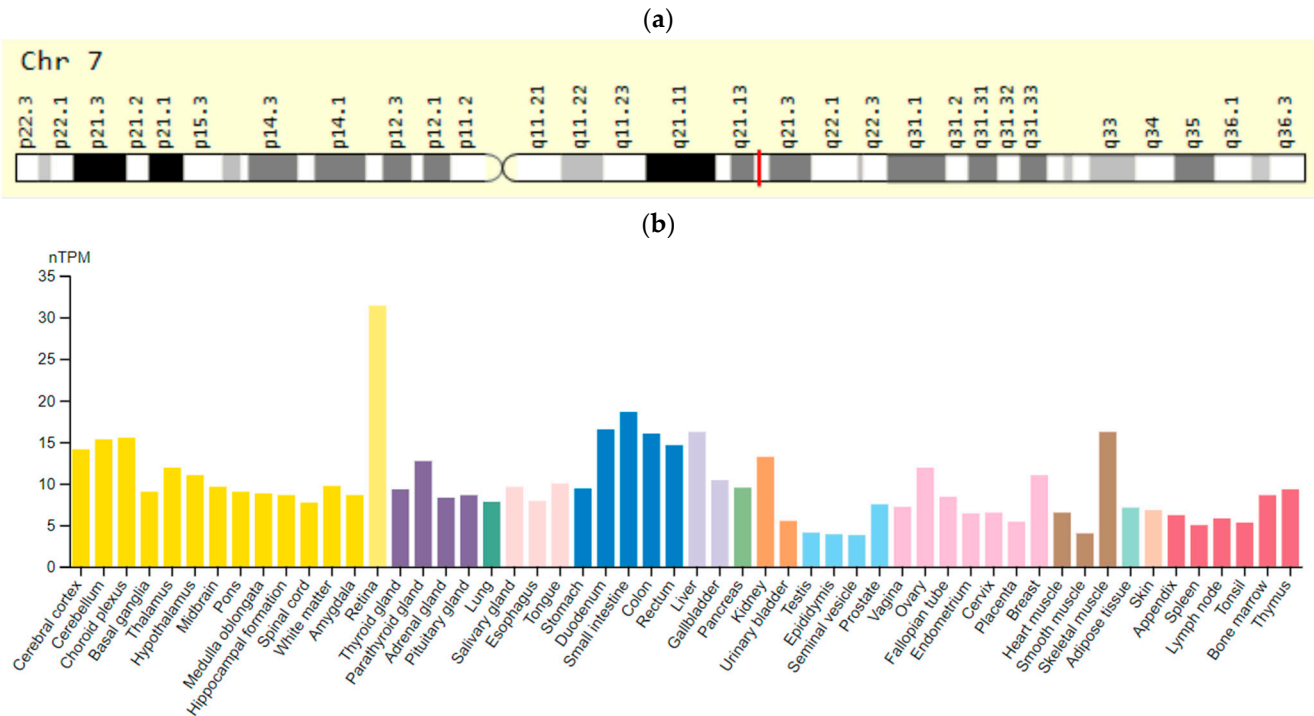 (a)
Chr 7
p22.3 p22.1 p21.3 p21.2 p21.1 p15.3 p14.3 p14.1 p12.3 p12.1 p11.2 q11.21 q11.22 q11.23 q21.11 q21.13 q21.3 q22.1 q22.3 q31.1 q31.2 q31.31 q31.32 q31.33 q33 q34 q35 q36.1 q36.3
(b)
nTPM
35
30
25
20
15
10
5
0
Cerebral cortex
Cerebellum
Choroid plexus
Basal ganglia
Thalamus
Hypothalamus
Midbrain
Pons
Medulla oblongata
Hippocampal formation
Spinal cord
White matter
Amygdala
Retina
Thyroid gland
Parathyroid gland
Adrenal gland
Pituitary gland
Lung
Salivary gland
Esophagus
Tongue
Stomach
Duodenum
Small intestine
Colon
Rectum
Liver
Gallbladder
Pancreas
Kidney
Urinary bladder
Testis
Epididymis
Seminal vesicle
Prostate
Vagina
Ovary
Fallopian tube
Endometrium
Cervix
Placenta
Breast
Heart muscle
Smooth muscle
Skeletal muscle
Adipose tissue
Skin
Appendix
Spleen
Lymph node
Tonsil
Bone marrow
Thymus